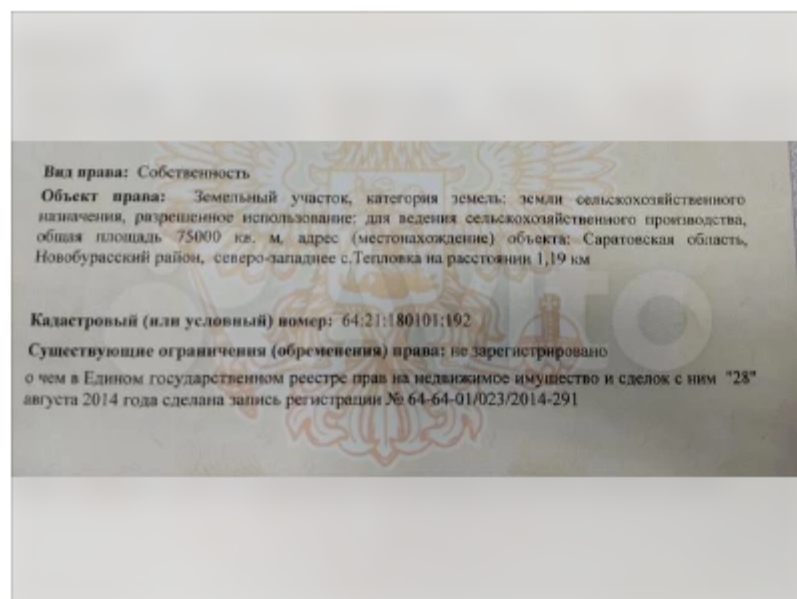 Вид права: Собственность
Объект права: Земельный участок, категория земель: земли сельскохозяйственного
назначения, разрешенное использование: для ведения сельскохозяйственного производства,
общая площадь 75000 кв. м, адрес (местонахождение) объекта: Саратовская область,
Новобурасский район, северо-западнее с.Тепловка на расстоянии 1,19 км
Кадастровый (или условный) номер: 64:21:180101:192
Существующие ограничения (обременения) права: не зарегистрировано
о чем в Едином государственном реестре прав на недвижимое имущество и сделок с ним "28"
августа 2014 года сделана запись регистрации № 64-64-01/023/2014-291